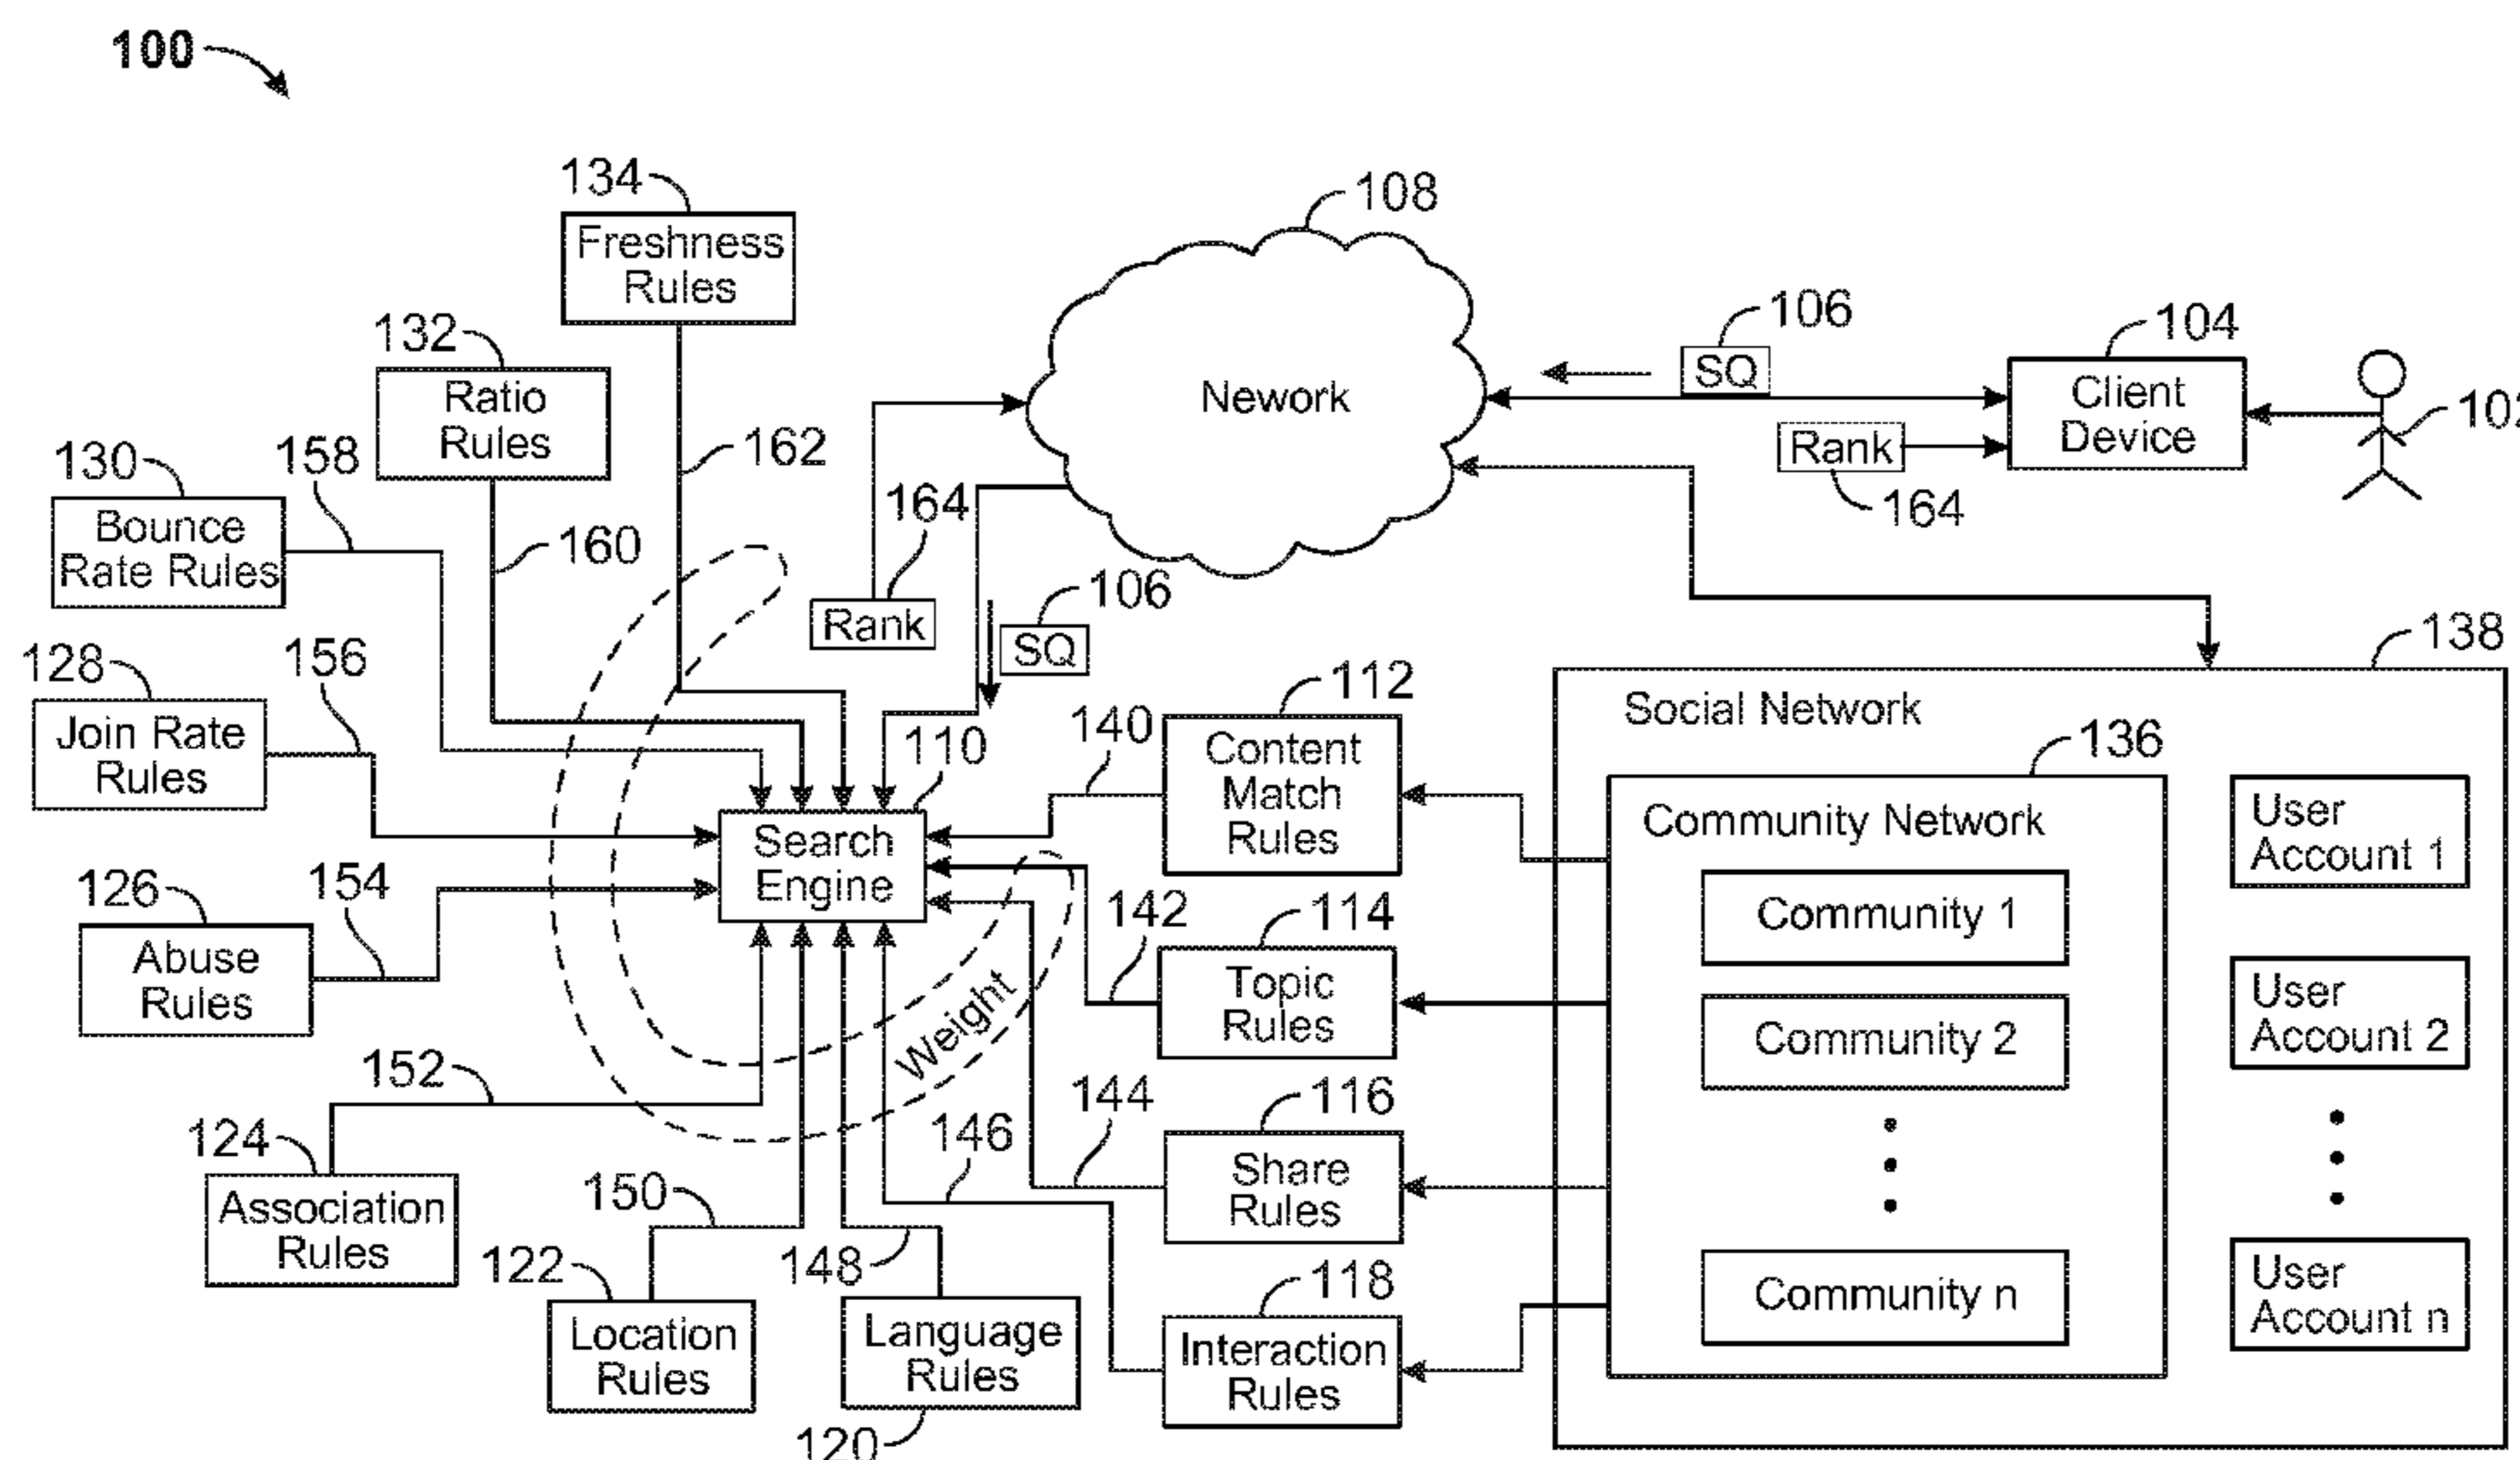 100
134
Freshness
Rules
108
Nework
106
SQ
104
Client
Device
102
Rank
164
132
Ratio
Rules
162
130
158
Bounce
Rate Rules
160
164
Rank
106
SQ
138
Social Network
128
156
Join Rate
Rules
110
Search
Engine
140
112
Content
Match
Rules
136
Community Network
Community 1
Community 2
Community n
User
Account 1
User
Account 2
User
Account n
126
154
Abuse
Rules
142
114
Topic
Rules
Weight
152
124
Association
Rules
144
116
Share
Rules
146
150
122
Location
Rules
148
Language
Rules
120
118
Interaction
Rules